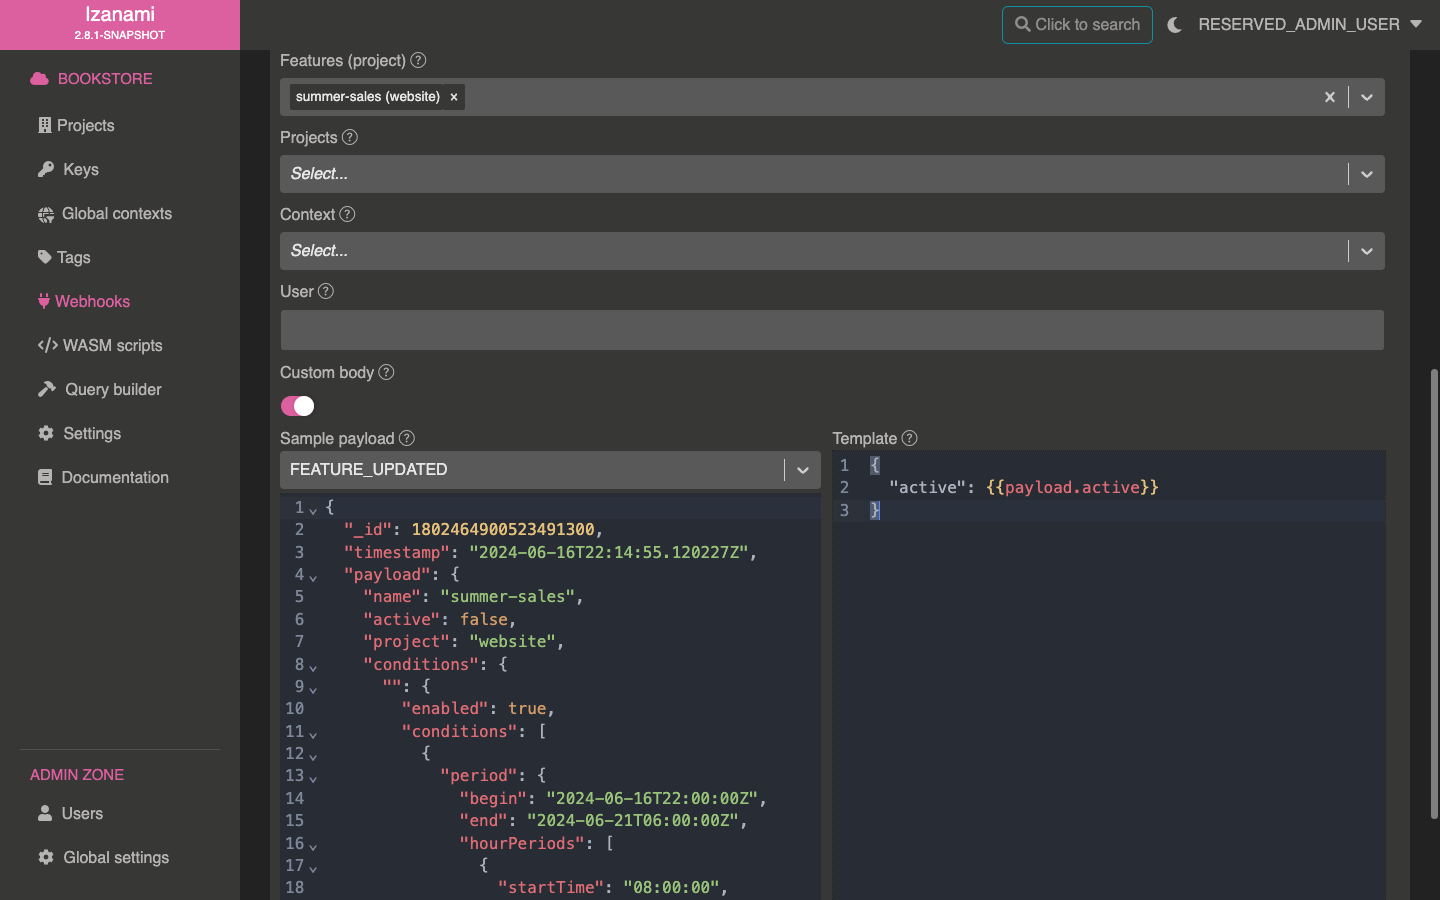 Izanami
2.8.1-SNAPSHOT
Click to search
RESERVED_ADMIN_USER
BOOKSTORE
Projects
Keys
Global contexts
Tags
Webhooks
WASM scripts
Query builder
Settings
Documentation
ADMIN ZONE
Users
Global settings
Features (project) ?
summer-sales (website) ×
Projects ?
Select...
Context ?
Select...
User ?
Custom body ?
Sample payload ?
FEATURE_UPDATED
1 {
2 "_id": 1802464900523491300,
3 "timestamp": "2024-06-16T22:14:55.120227Z",
4 "payload": {
5 "name": "summer-sales",
6 "active": false,
7 "project": "website",
8 "conditions": {
9 "": {
10 "enabled": true,
11 "conditions": [
12 {
13 "period": {
14 "begin": "2024-06-16T22:00:00Z",
15 "end": "2024-06-21T06:00:00Z",
16 "hourPeriods": [
17 {
18 "startTime": "08:00:00",
Template ?
1 {
2 "active": {{payload.active}}
3 }